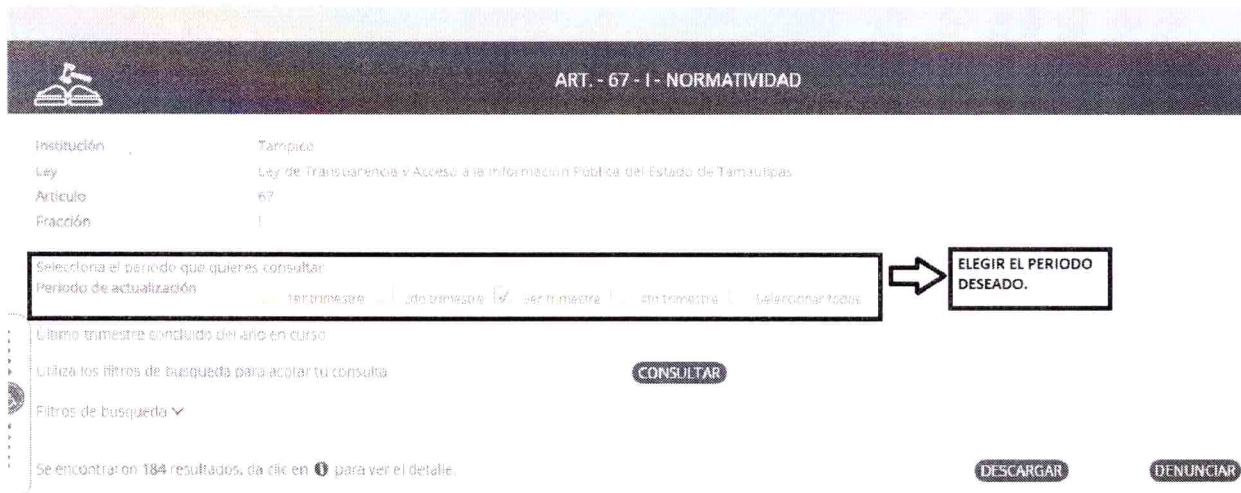 ART. - 67 - I - NORMATIVIDAD
Institución Tampico
Ley Ley de Transparencia y Acceso a la Información Pública del Estado de Tamaulipas
Artículo 67
Fracción I
Selecciona el periodo que quieres consultar
Periodo de actualización 1er trimestre 2do trimestre 3er trimestre 4to trimestre Seleccionar todos
ELEGIR EL PERIODO
DESEADO.
Último trimestre concluido del año en curso
Utiliza los filtros de busqueda para acotar tu consulta CONSULTAR
Filtros de busqueda
Se encontraron 184 resultados, da clic en i para ver el detalle. DESCARGAR DENUNCIAR